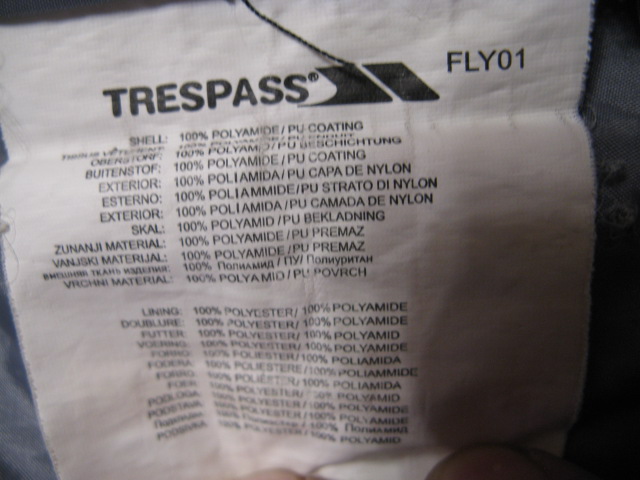 TRESPASS® FLY01
SHELL: 100% POLYAMIDE/PU COATING
OBERSTOFF: 100% POLYAMID/PU BESCHICHTUNG
BUITENSTOF: 100% POLYAMIDE/PU COATING
EXTERIOR: 100% POLIAMIDA/PU CAPA DE NYLON
ESTERNO: 100% POLIAMMIDE/PU STRATO DI NYLON
EXTERIOR: 100% POLIAMIDA/PU CAMADA DE NYLON
SKAL: 100% POLYAMID/PU BEKLADNING
ZUNANJI MATERIAL: 100% POLYAMIDE/PU PREMAZ
VANJSKI MATERIJAL: 100% POLYAMIDE/PU PREMAZ
ВНЕШНИИ ТКАНЬ ИЗДЕЛИЯ: 100% Полиамид/ПУ/Полиуритан
VRCHNI MATERIAL: 100% POLYAMID/PU POVRCH
LINING: 100% POLYESTER/100% POLYAMIDE
DOUBLURE: 100% POLYESTER/100% POLYAMIDE
FUTTER: 100% POLYESTER/100% POLYAMID
VOERING: 100% POLYESTER/100% POLYAMIDE
FORRO: 100% POLIESTER/100% POLIAMIDA
FODERA: 100% POLIESTERE/100% POLIAMMIDE
FORRO: 100% POLIESTER/100% POLIAMIDA
FOER: 100% POLYESTER/100% POLYAMID
PODLOGA: 100% POLYESTER/100% POLYAMIDE
PODSTAVA: 100% POLYESTER/100% POLYAMIDE
100% Полиамид
PODSIVKA: 100% POLYESTER/100% POLYAMID